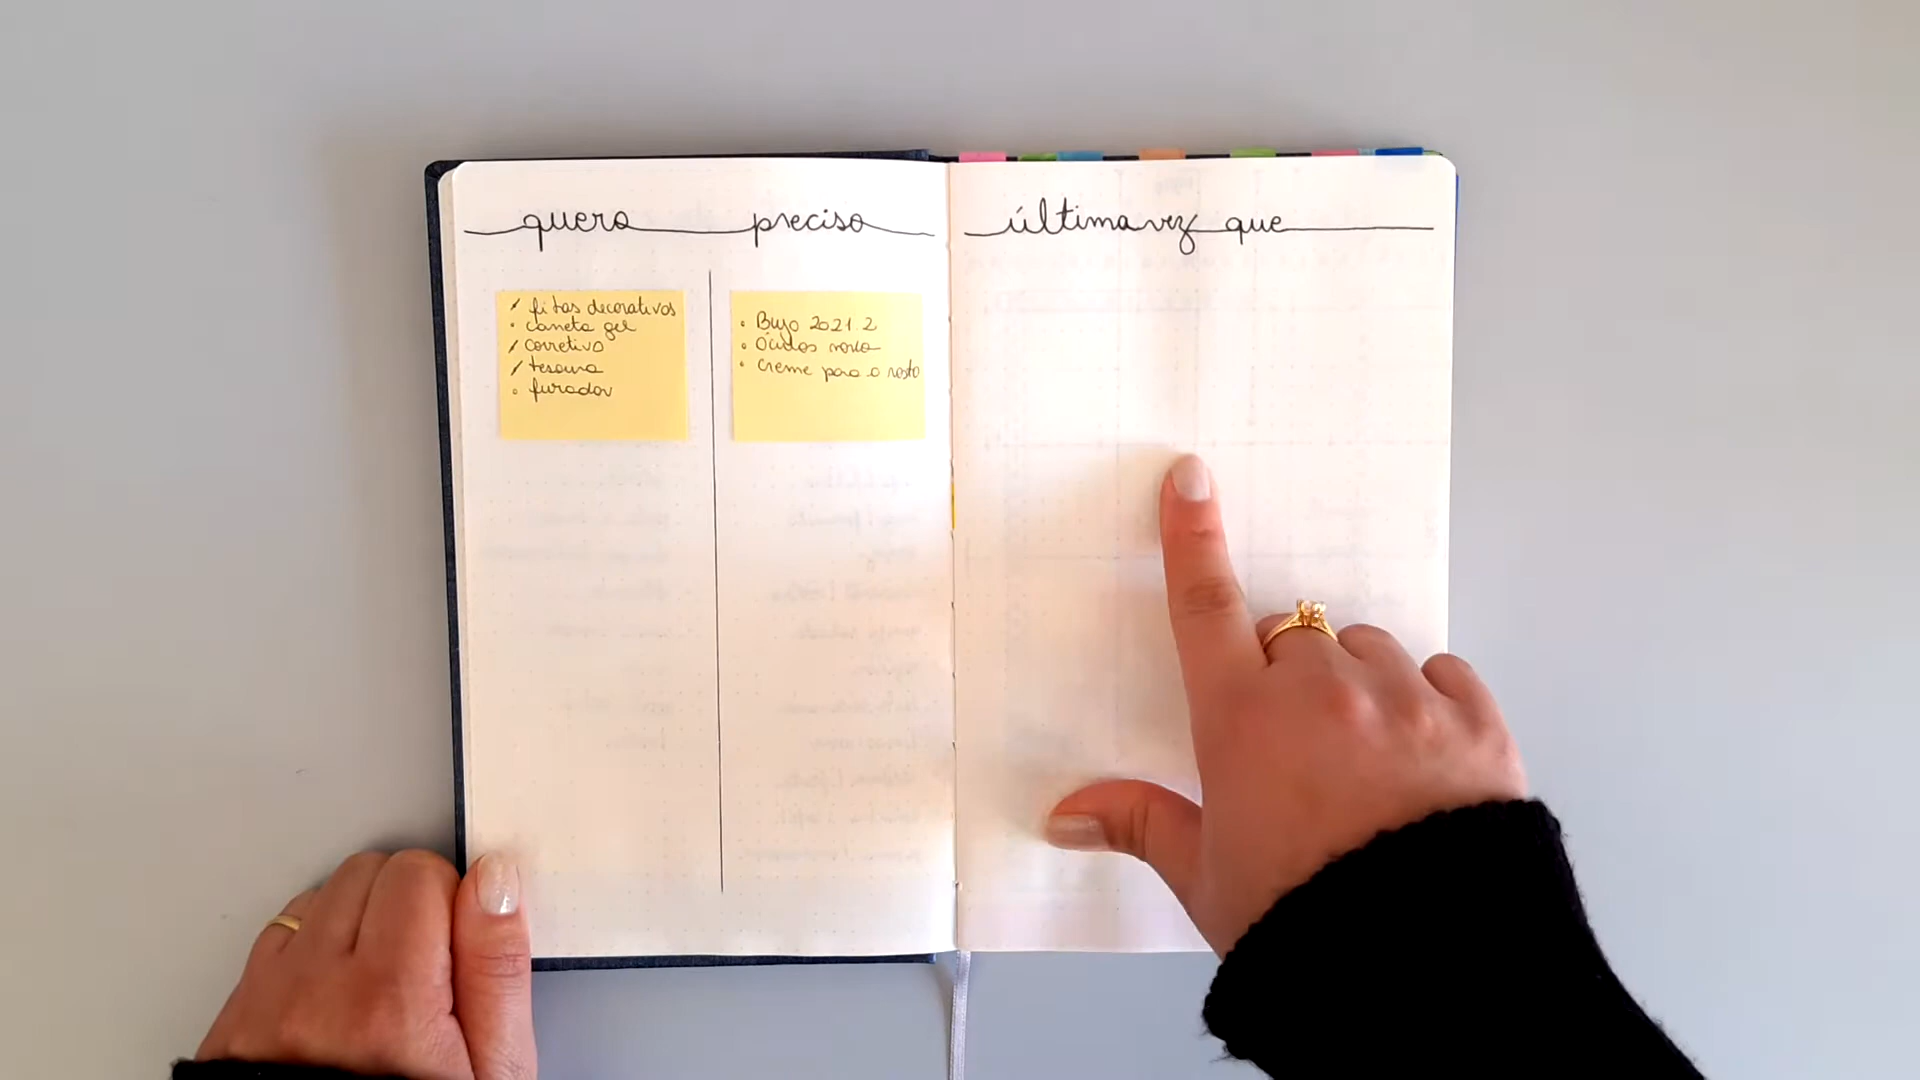 quero
preciso
fitas decorativas
caneta gel
corretivo
tesoura
furador
Bujo 2021.2
Óculos novo
Creme para o rosto
última vez que